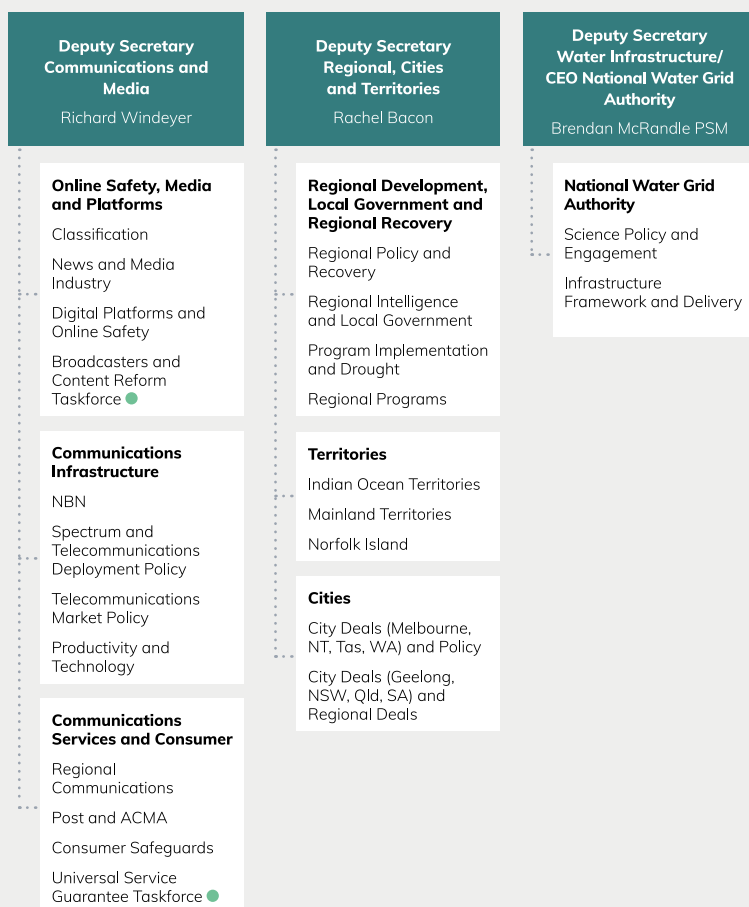 Deputy Secretary
Communications and
Media
Richard Windeyer
Online Safety, Media
and Platforms
Classification
News and Media
Industry
Digital Platforms and
Online Safety
Broadcasters and
Content Reform
Taskforce
Communications
Infrastructure
NBN
Spectrum and
Telecommunications
Deployment Policy
Telecommunications
Market Policy
Productivity and
Technology
Communications
Services and Consumer
Regional
Communications
Post and ACMA
Consumer Safeguards
Universal Service
Guarantee Taskforce
Deputy Secretary
Regional, Cities
and Territories
Rachel Bacon
Regional Development,
Local Government and
Regional Recovery
Regional Policy and
Recovery
Regional Intelligence
and Local Government
Program Implementation
and Drought
Regional Programs
Territories
Indian Ocean Territories
Mainland Territories
Norfolk Island
Cities
City Deals (Melbourne,
NT, Tas, WA) and Policy
City Deals (Geelong,
NSW, Qld, SA) and
Regional Deals
Deputy Secretary
Water Infrastructure/
CEO National Water Grid
Authority
Brendan McRandle PSM
National Water Grid
Authority
Science Policy and
Engagement
Infrastructure
Framework and Delivery